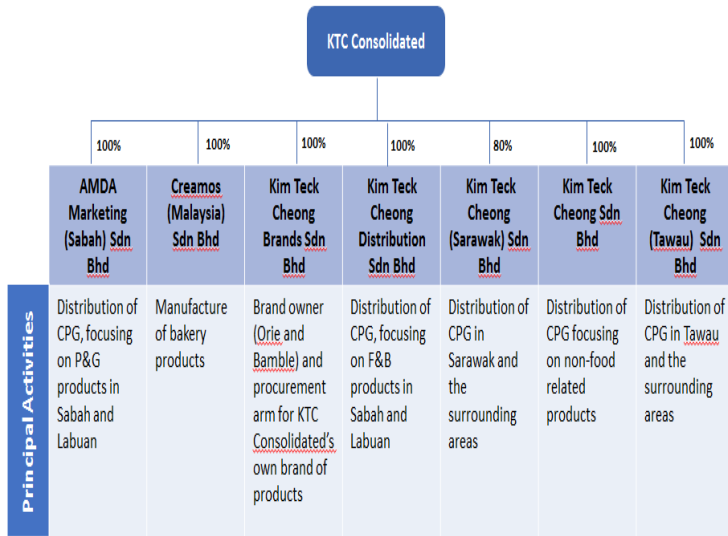 KTC Consolidated
100%
100%
100%
100%
80%
100%
100%
AMDA
Marketing
(Sabah) Sdn
Bhd
Creamos
(Malaysia)
Sdn Bhd
Kim Teck
Cheong
Brands Sdn
Bhd
Kim Teck
Cheong
Distribution
Sdn Bhd
Kim Teck
Cheong
(Sarawak) Sdn
Bhd
Kim Teck
Cheong Sdn
Bhd
Kim Teck
Cheong
(Tawau) Sdn
Bhd
Principal Activities
Distribution of
CPG, focusing
on P&G
products in
Sabah and
Labuan
Manufacture
of bakery
products
Brand owner
(Orie and
Bamble) and
procurement
arm for KTC
Consolidated's
own brand of
products
Distribution of
CPG, focusing
on F&B
products in
Sabah and
Labuan
Distribution of
CPG in
Sarawak and
the
surrounding
areas
Distribution of
CPG focusing
on non-food
related
products
Distribution of
CPG in Tawau
and the
surrounding
areas